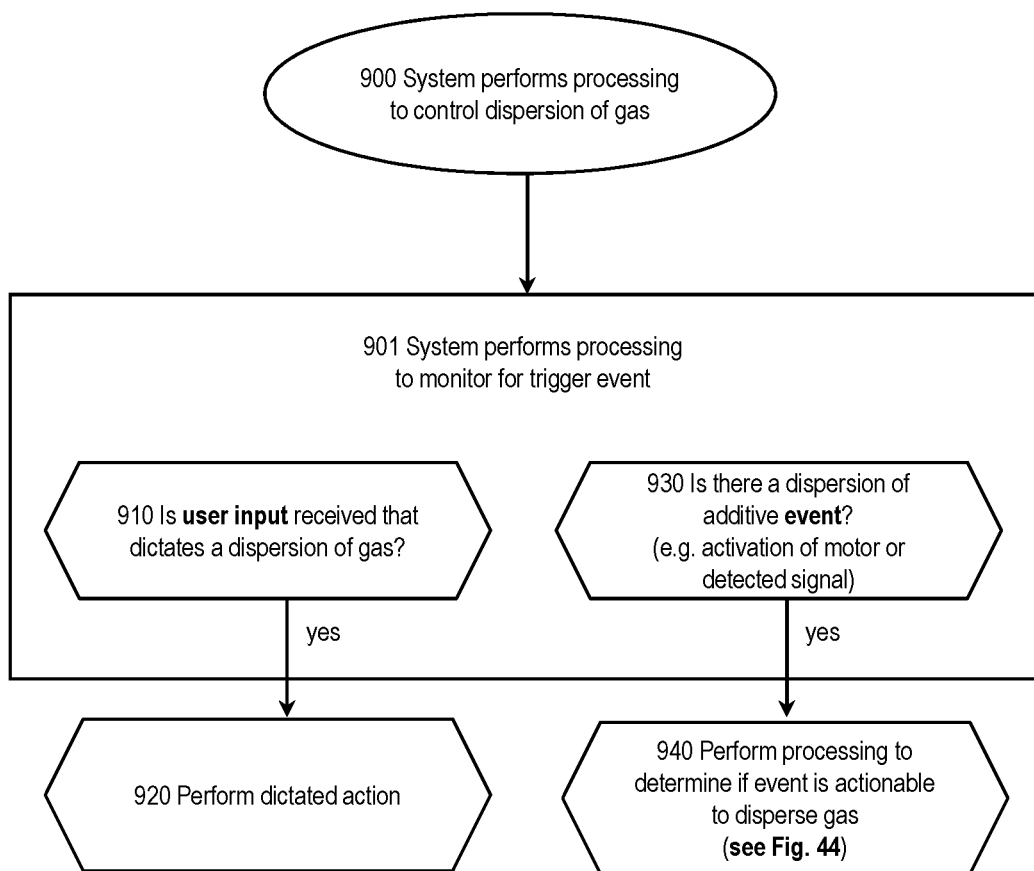 900 System performs processing
to control dispersion of gas
901 System performs processing
to monitor for trigger event
910 Is user input received that
dictates a dispersion of gas?
930 Is there a dispersion of
additive event?
(e.g. activation of motor or
detected signal)
yes
yes
920 Perform dictated action
940 Perform processing to
determine if event is actionable
to disperse gas
(see Fig. 44)